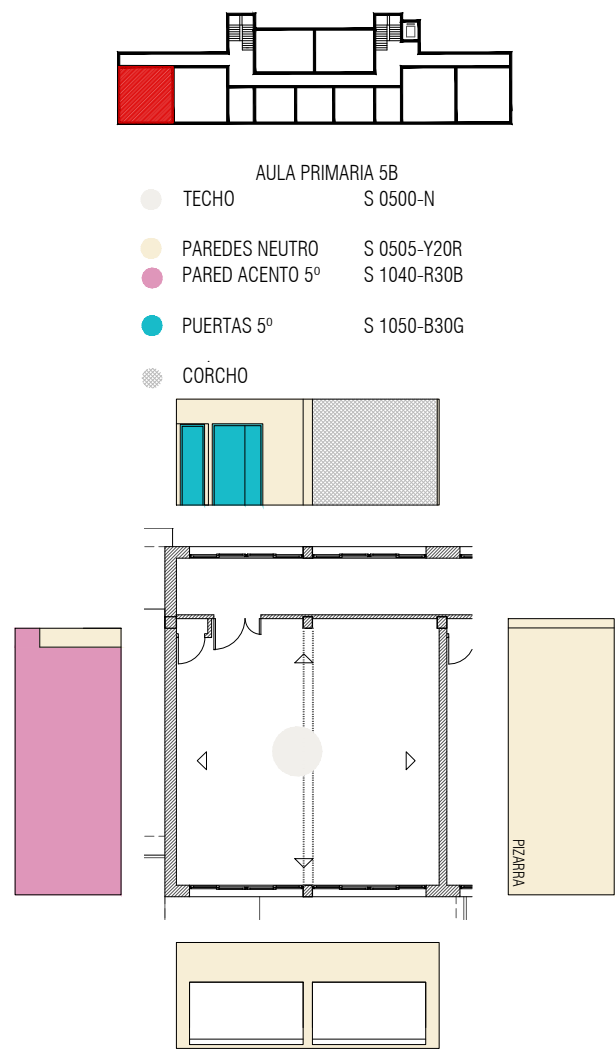 AULA PRIMARIA 5B
TECHO S 0500-N
PAREDES NEUTRO S 0505-Y20R
PARED ACENTO 5º S 1040-R30B
PUERTAS 5º S 1050-B30G
CORCHO
PIZARRA